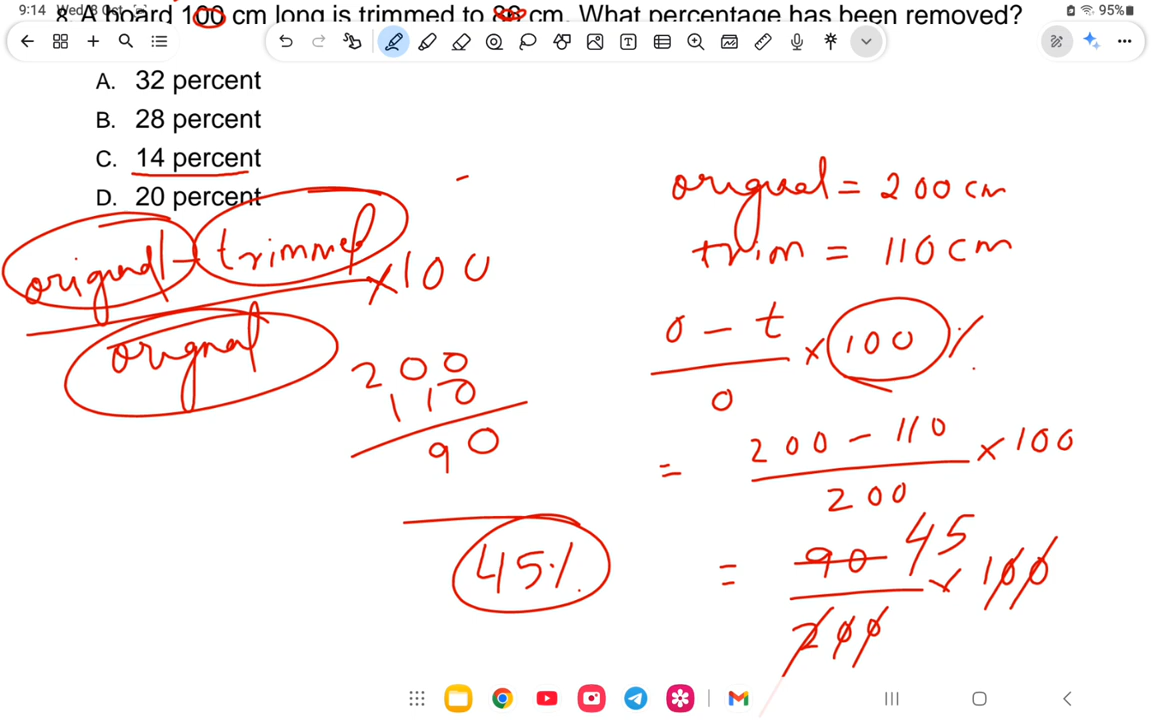 9:14 Wed, 8 Oct
95%
8. A board 100 cm long is trimmed to cm. What percentage has been removed?
A. 32 percent
B. 28 percent
C. 14 percent
D. 20 percent
original - trimmed
× 100
original
original = 200 cm
trim = 110 cm
o - t × 100 %
o
200
110
90
= 200 - 110 × 100
200
45
= 90 × 100
200
45%